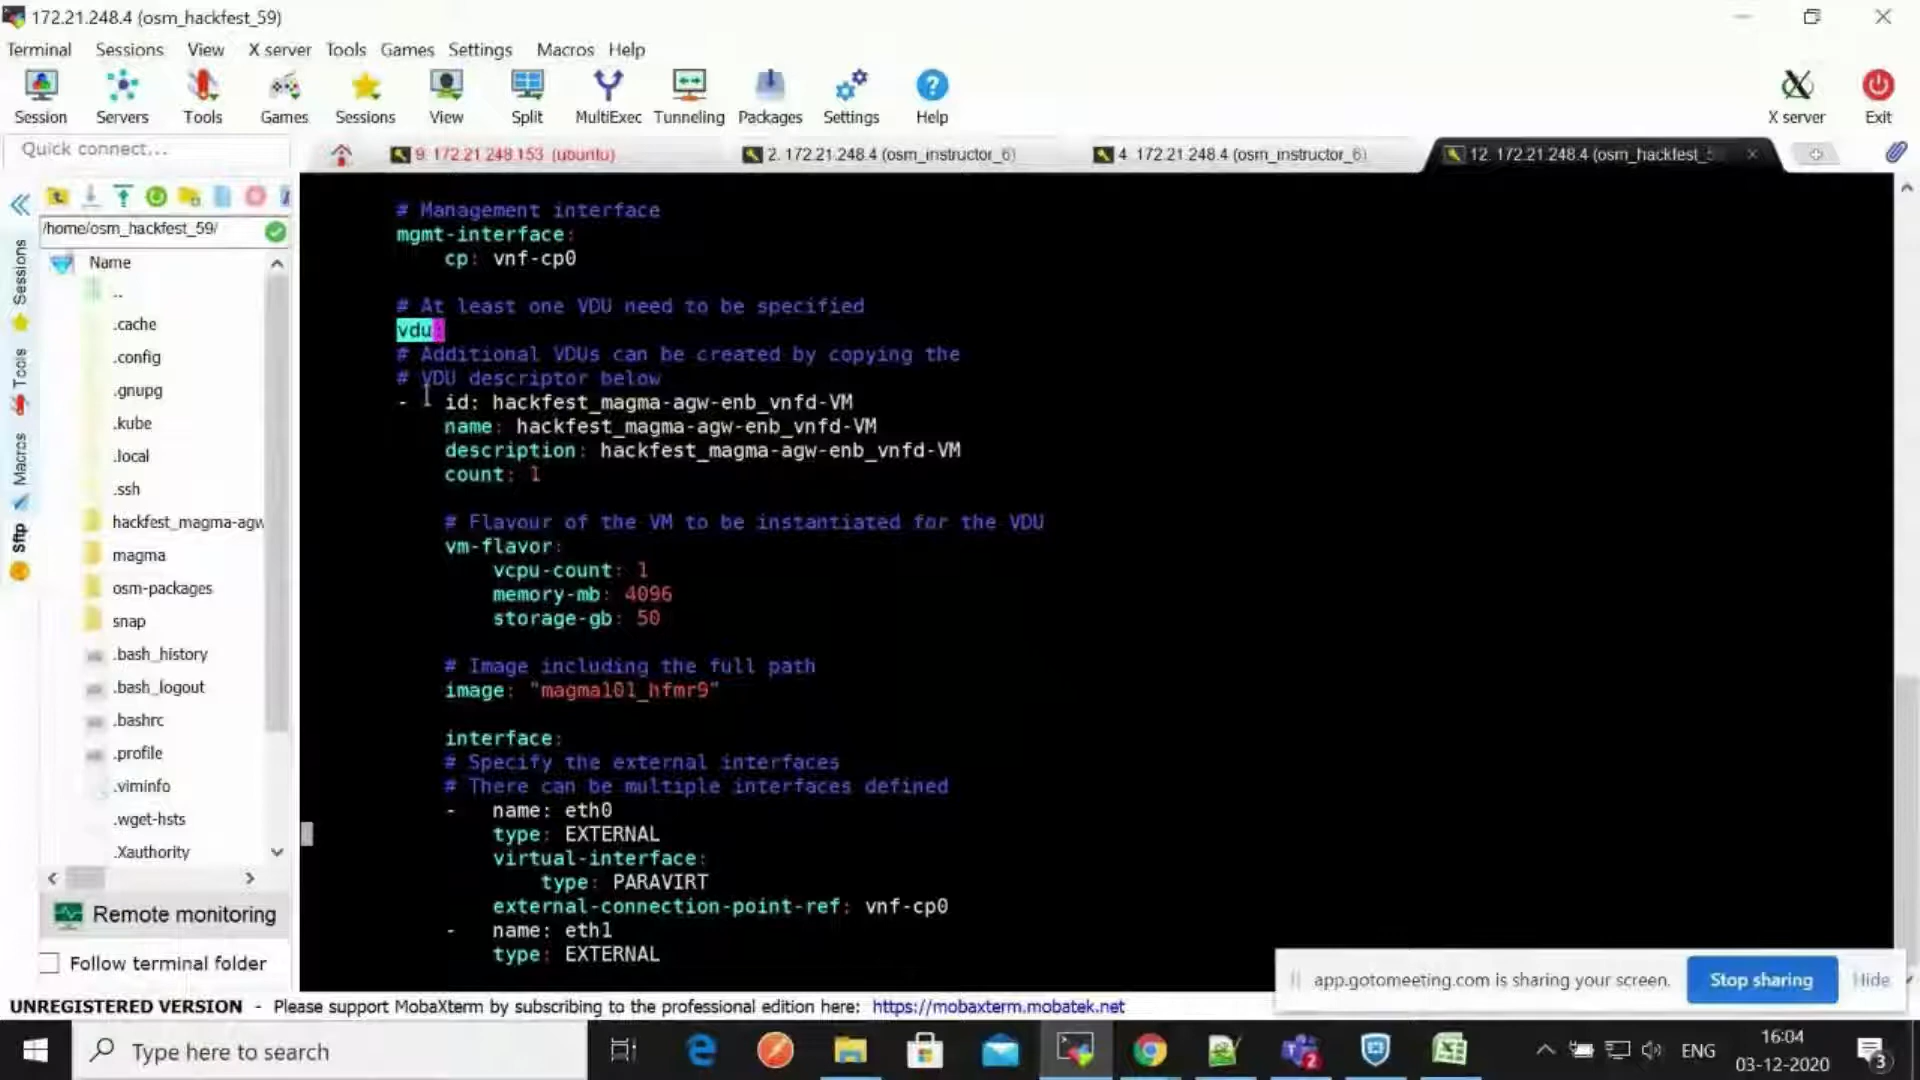 172.21.248.4 (osm_hackfest_59)
Terminal Sessions View X server Tools Games Settings Macros Help
Session Servers Tools Games Sessions View Split MultiExec Tunneling Packages Settings Help X server Exit
Quick connect...
9. 172.21.248.153 (ubuntu)
2. 172.21.248.4 (osm_instructor_6)
4. 172.21.248.4 (osm_instructor_6)
12. 172.21.248.4 (osm_hackfest_5
/home/osm_hackfest_59/
Name
..
.cache
.config
.gnupg
.kube
.local
.ssh
hackfest_magma-agw
magma
osm-packages
snap
.bash_history
.bash_logout
.bashrc
.profile
.viminfo
.wget-hsts
.Xauthority
Remote monitoring
Follow terminal folder
Sessions
Tools
Macros
Sftp
# Management interface
mgmt-interface:
cp: vnf-cp0
# At least one VDU need to be specified
vdu:
# Additional VDUs can be created by copying the
# VDU descriptor below
- id: hackfest_magma-agw-enb_vnfd-VM
name: hackfest_magma-agw-enb_vnfd-VM
description: hackfest_magma-agw-enb_vnfd-VM
count: 1
# Flavour of the VM to be instantiated for the VDU
vm-flavor:
vcpu-count: 1
memory-mb: 4096
storage-gb: 50
# Image including the full path
image: "magma101_hfmr9"
interface:
# Specify the external interfaces
# There can be multiple interfaces defined
- name: eth0
type: EXTERNAL
virtual-interface:
type: PARAVIRT
external-connection-point-ref: vnf-cp0
- name: eth1
type: EXTERNAL
app.gotomeeting.com is sharing your screen. Stop sharing Hide
UNREGISTERED VERSION - Please support MobaXterm by subscribing to the professional edition here: https://mobaxterm.mobatek.net
Type here to search
2
ENG
16:04
03-12-2020
3